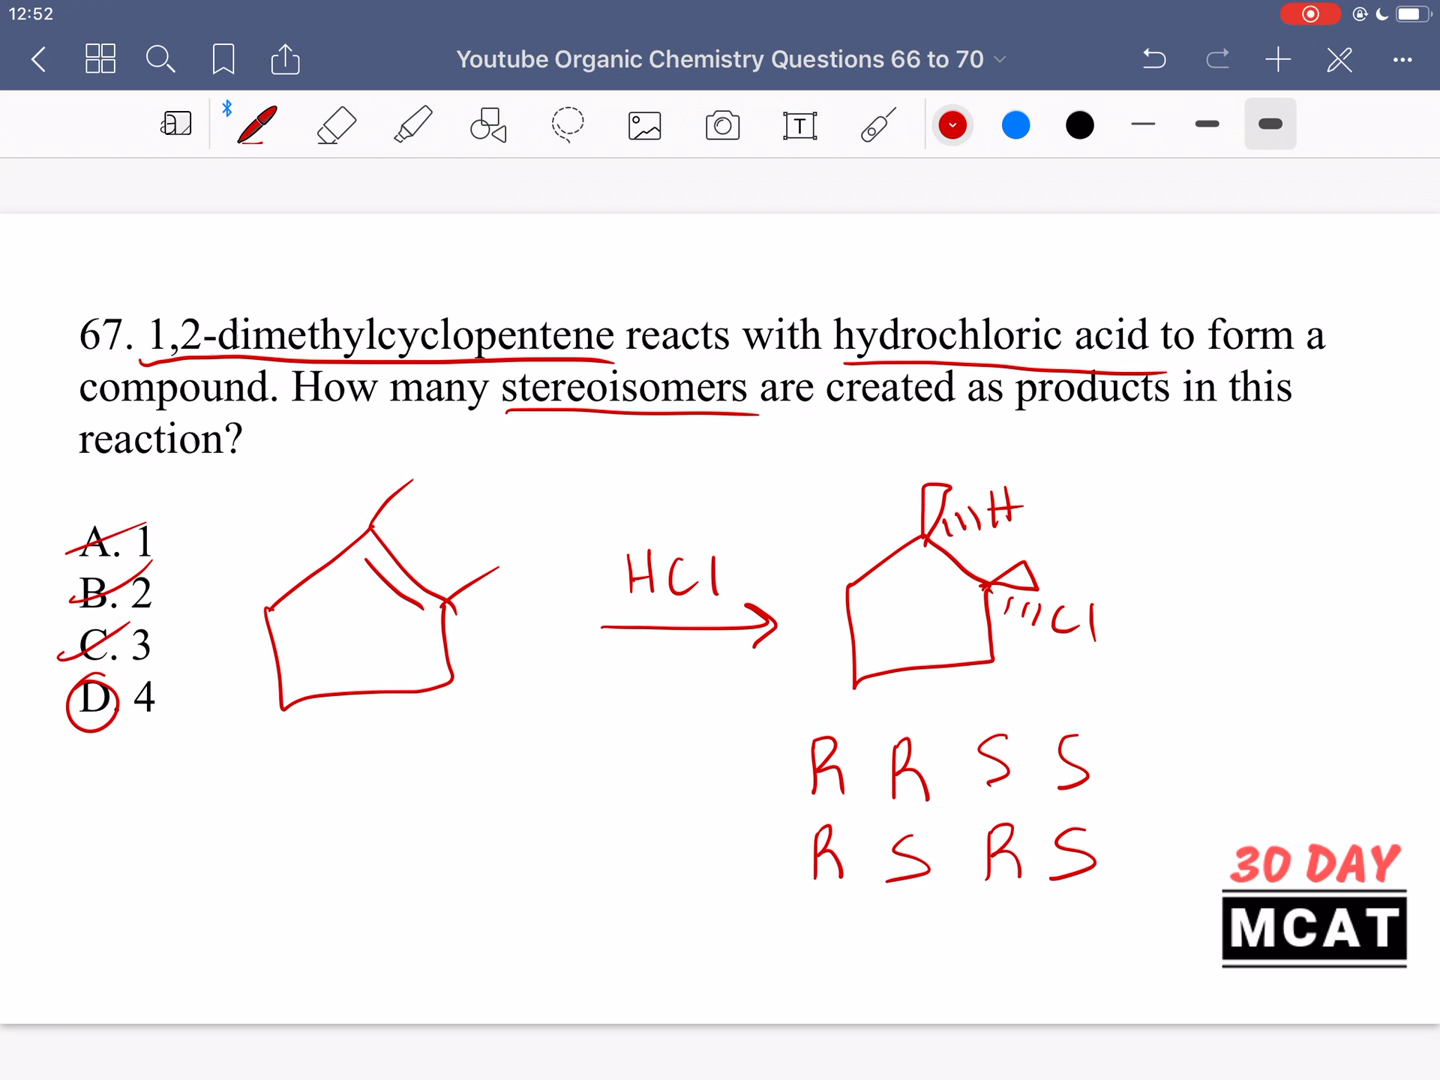 12:52
Youtube Organic Chemistry Questions 66 to 70
a
T
67. 1,2-dimethylcyclopentene reacts with hydrochloric acid to form a
compound. How many stereoisomers are created as products in this
reaction?
A. 1
B. 2
C. 3
D. 4
HCl
H
Cl
R R S S
R S R S
30 DAY
MCAT